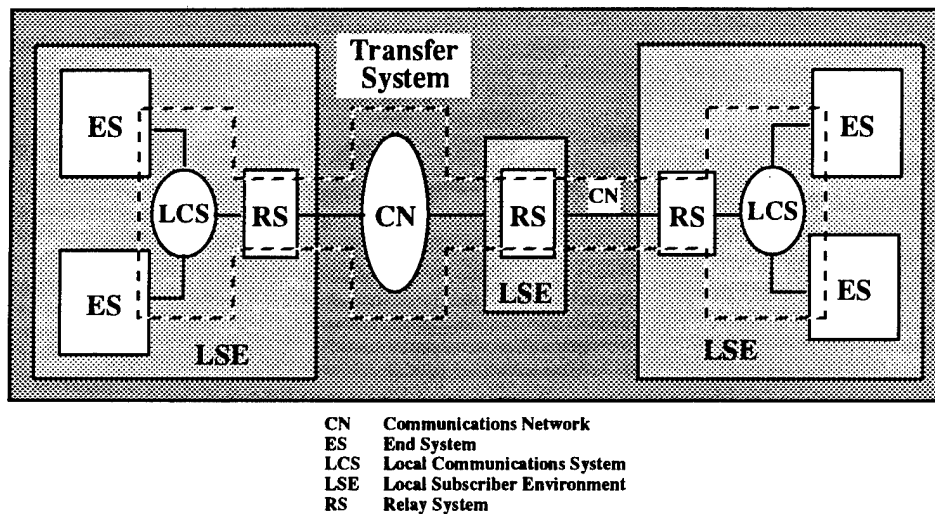 Transfer
System
ES
ES
LCS
RS
CN
RS
CN
RS
LCS
ES
ES
LSE
LSE
LSE
CN Communications Network
ES End System
LCS Local Communications System
LSE Local Subscriber Environment
RS Relay System